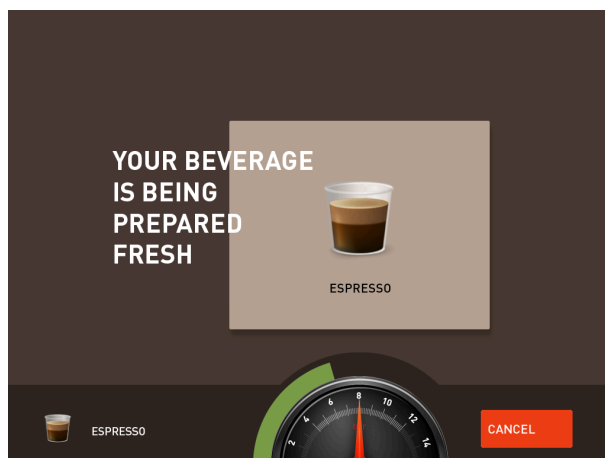 YOUR BEVERAGE
IS BEING
PREPARED
FRESH
ESPRESSO
2 4 6 8 10 12 14
ESPRESSO
CANCEL